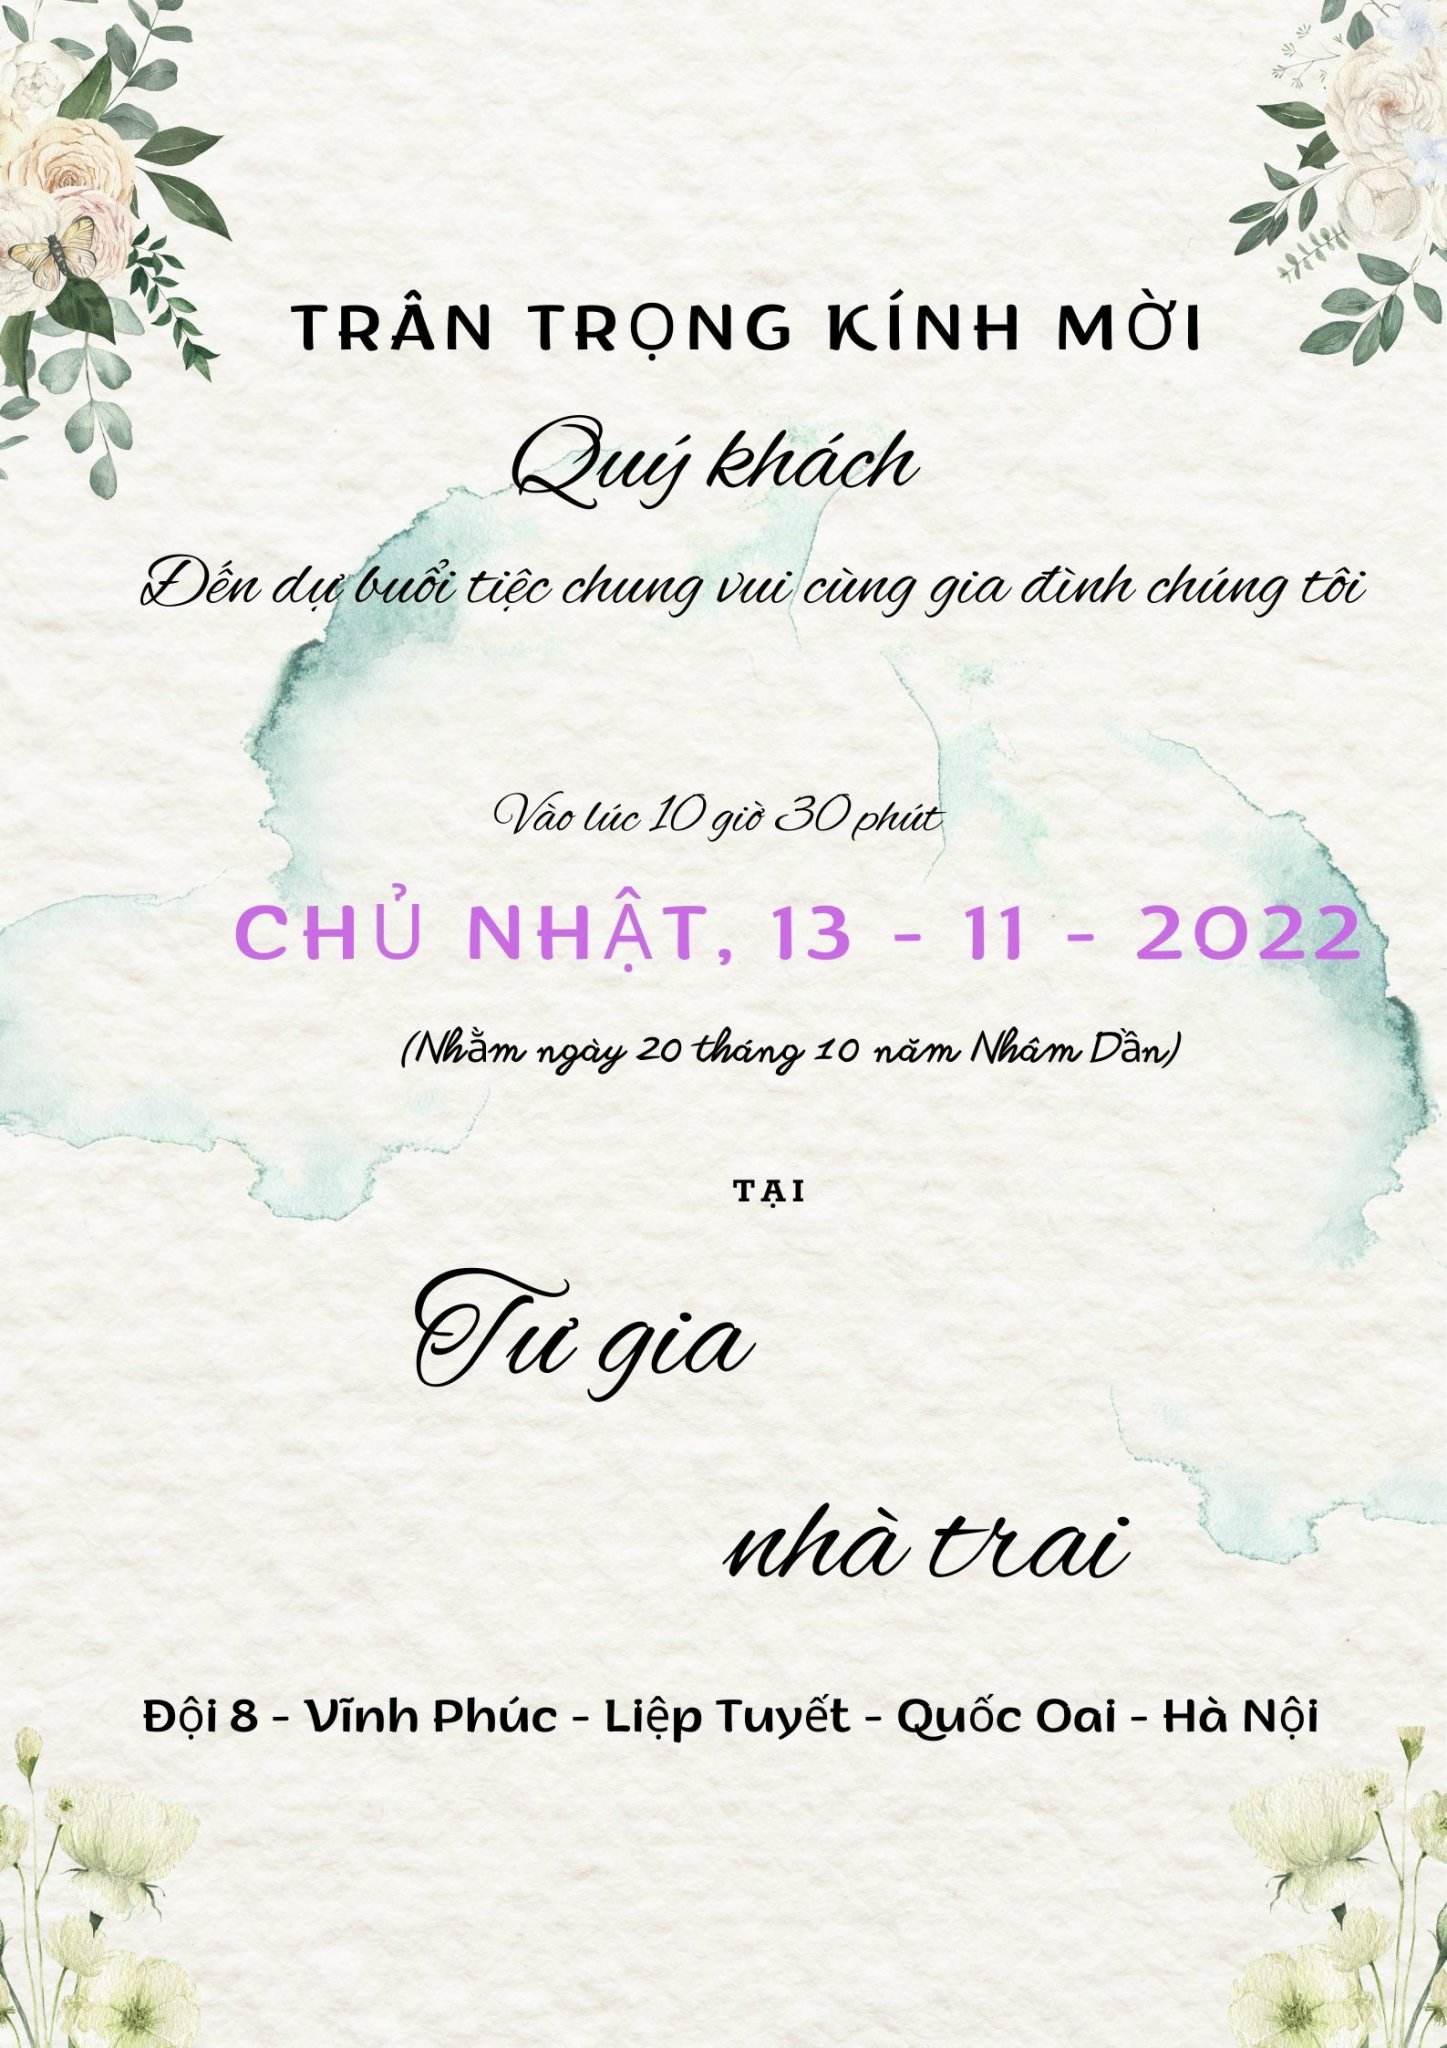 TRÂN TRỌNG KÍNH MỜI
Quý khách
Đến dự buổi tiệc chung vui cùng gia đình chúng tôi
Vào lúc 10 giờ 30 phút
CHỦ NHẬT, 13 - 11 - 2022
(Nhằm ngày 20 tháng 10 năm Nhâm Dần)
TẠI
Tư gia
nhà trai
Đội 8 - Vĩnh Phúc - Liệp Tuyết - Quốc Oai - Hà Nội